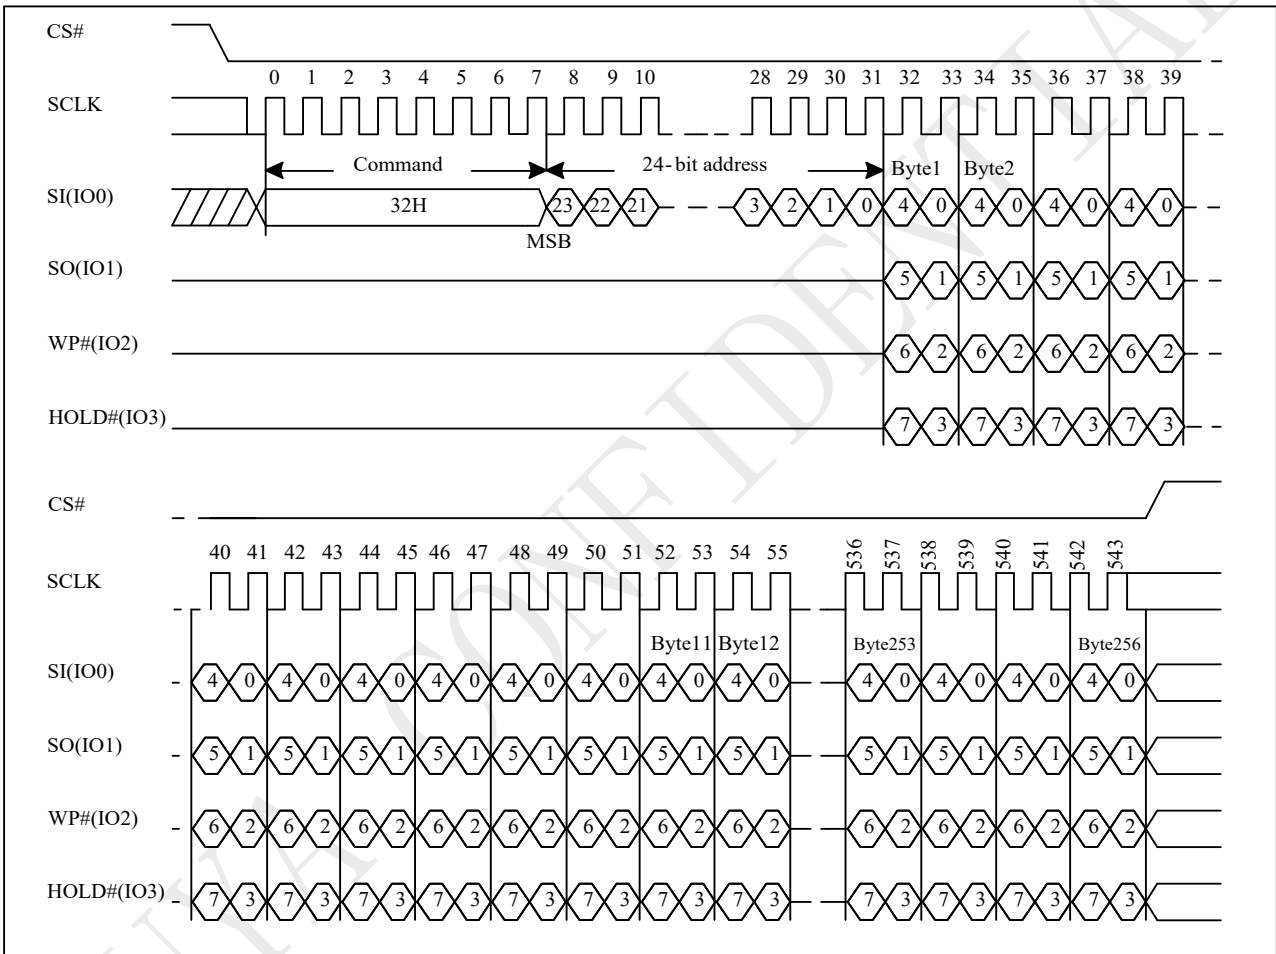 CS#
0 1 2 3 4 5 6 7 8 9 10 28 29 30 31 32 33 34 35 36 37 38 39
SCLK
Command 24-bit address Byte1 Byte2
SI(IO0) 32H 23 22 21 3 2 1 0 4 0 4 0 4 0 4 0
MSB
SO(IO1) 5 1 5 1 5 1 5 1
WP#(IO2) 6 2 6 2 6 2 6 2
HOLD#(IO3) 7 3 7 3 7 3 7 3
CS#
40 41 42 43 44 45 46 47 48 49 50 51 52 53 54 55 536 537 538 539 540 541 542 543
SCLK
Byte11 Byte12 Byte253 Byte256
SI(IO0) 4 0 4 0 4 0 4 0 4 0 4 0 4 0 4 0 4 0 4 0 4 0 4 0
SO(IO1) 5 1 5 1 5 1 5 1 5 1 5 1 5 1 5 1 5 1 5 1 5 1 5 1
WP#(IO2) 6 2 6 2 6 2 6 2 6 2 6 2 6 2 6 2 6 2 6 2 6 2 6 2
HOLD#(IO3) 7 3 7 3 7 3 7 3 7 3 7 3 7 3 7 3 7 3 7 3 7 3 7 3